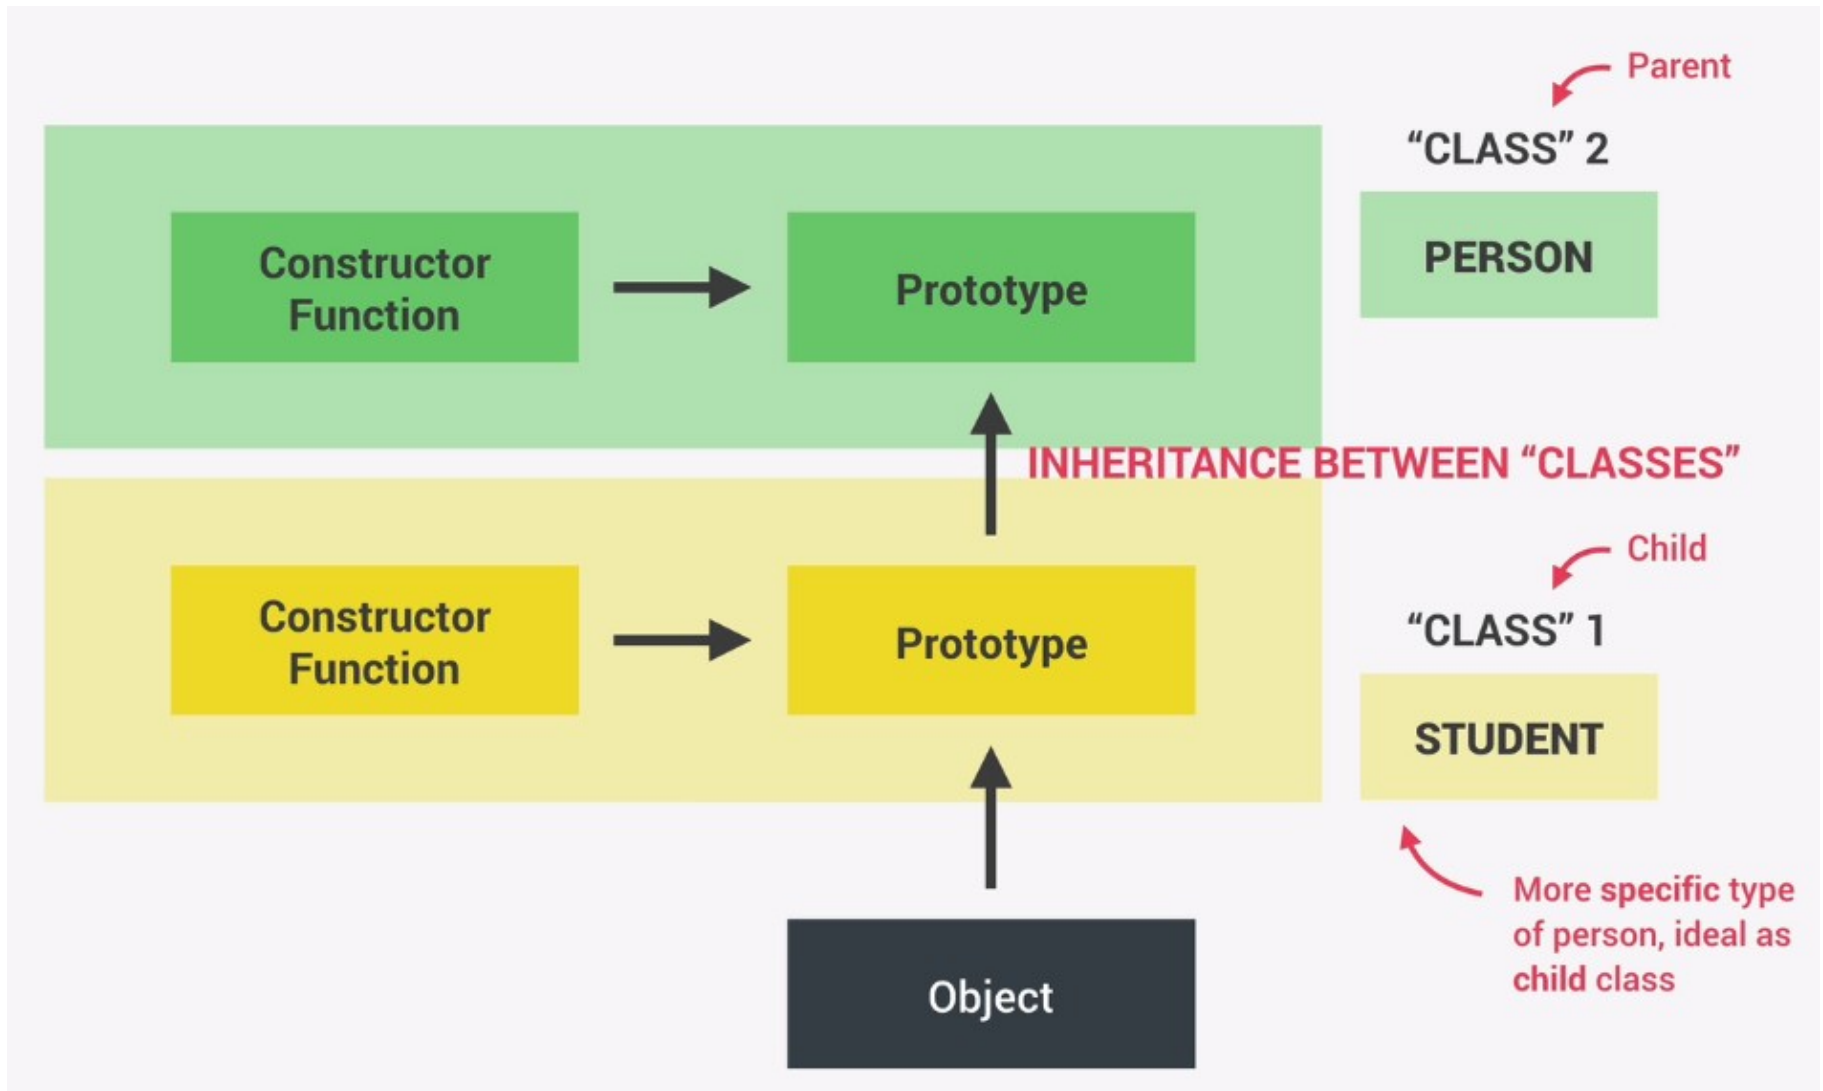 Parent
“CLASS” 2
Constructor
Function
Prototype
PERSON
INHERITANCE BETWEEN “CLASSES”
Child
“CLASS” 1
Constructor
Function
Prototype
STUDENT
More specific type
of person, ideal as
child class
Object